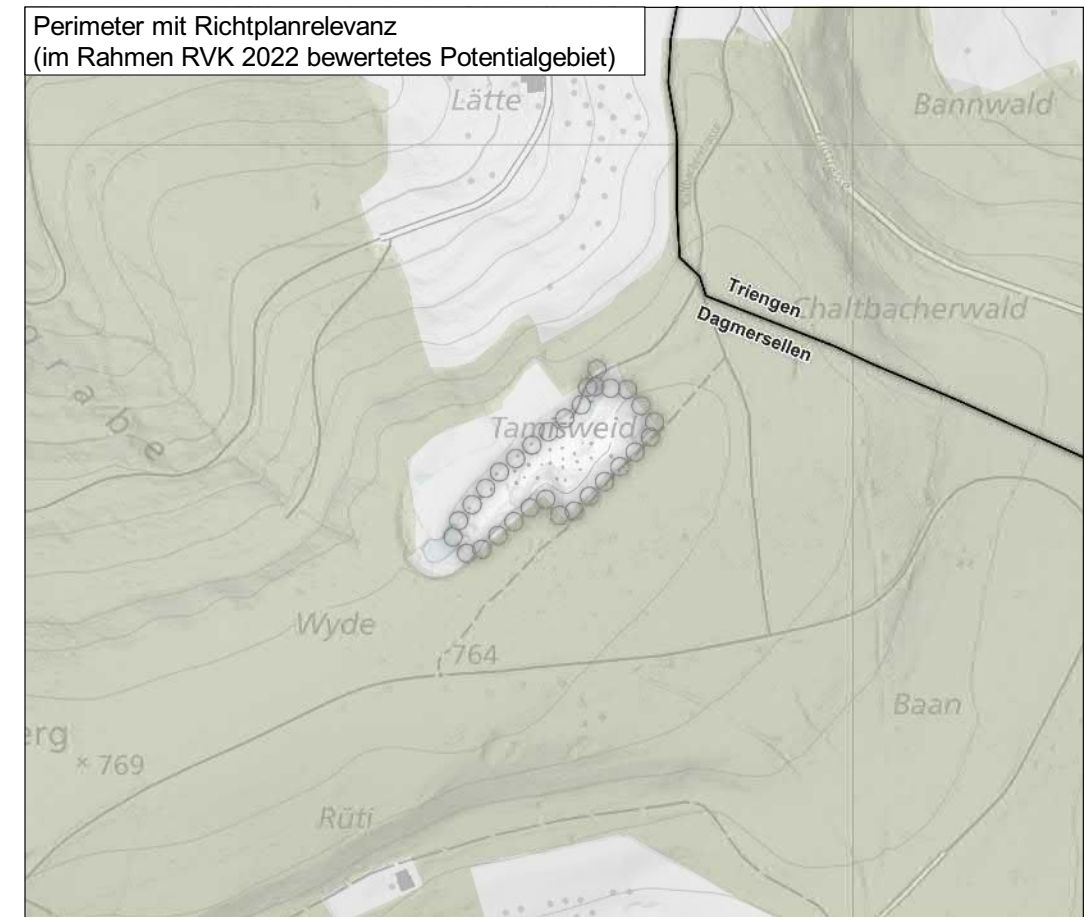 Perimeter mit Richtplanrelevanz
(im Rahmen RVK 2022 bewertetes Potentialgebiet)
Lätte
Bannwald
Triengen
Chaltbacherwald
Dagmersellen
Tamisweid
Wyde
764
Baan
erg
769
Rüti